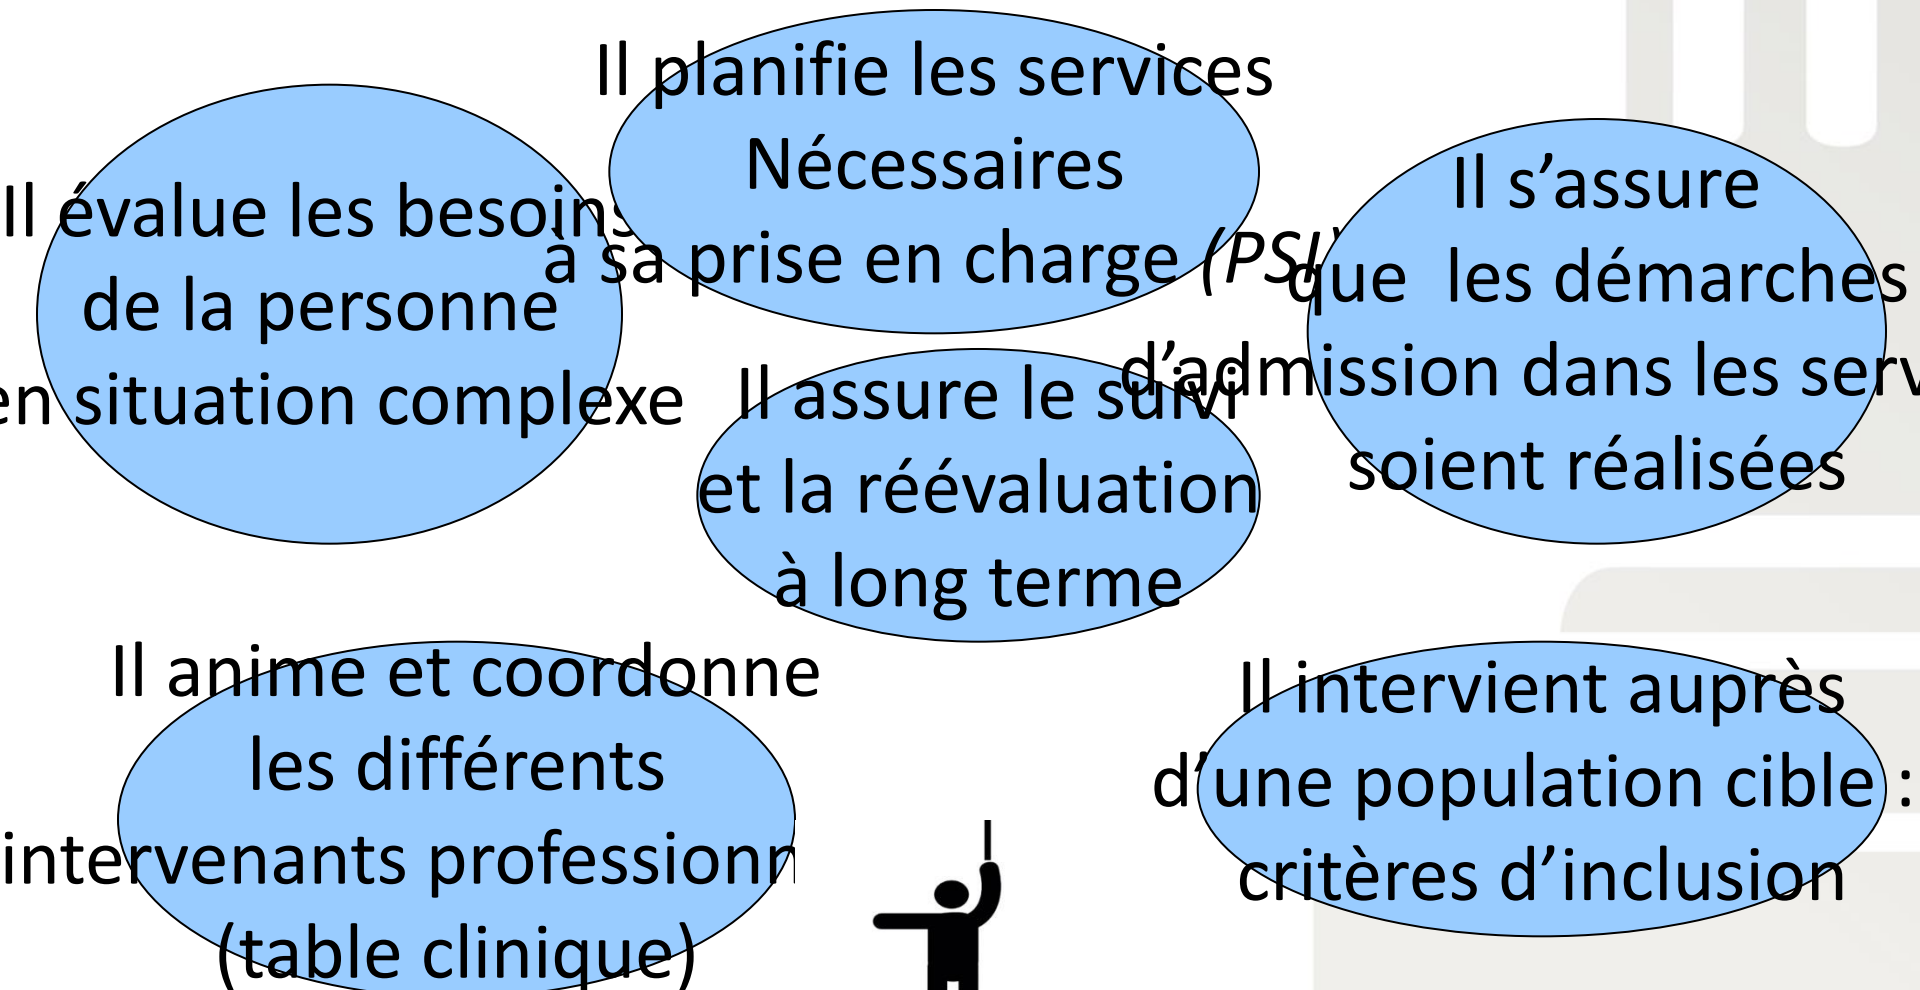 Il évalue les besoins
de la personne
en situation complexe
Il planifie les services
Nécessaires
à sa prise en charge (PSI)
Il s’assure
que  les démarches
d’admission dans les
soient réalisées
Il assure le suivi
et la réévaluation
à long terme
Il anime et coordonne
les différents
intervenants
(table clinique)
Il intervient auprès
d’une population cible :
critères d’inclusion